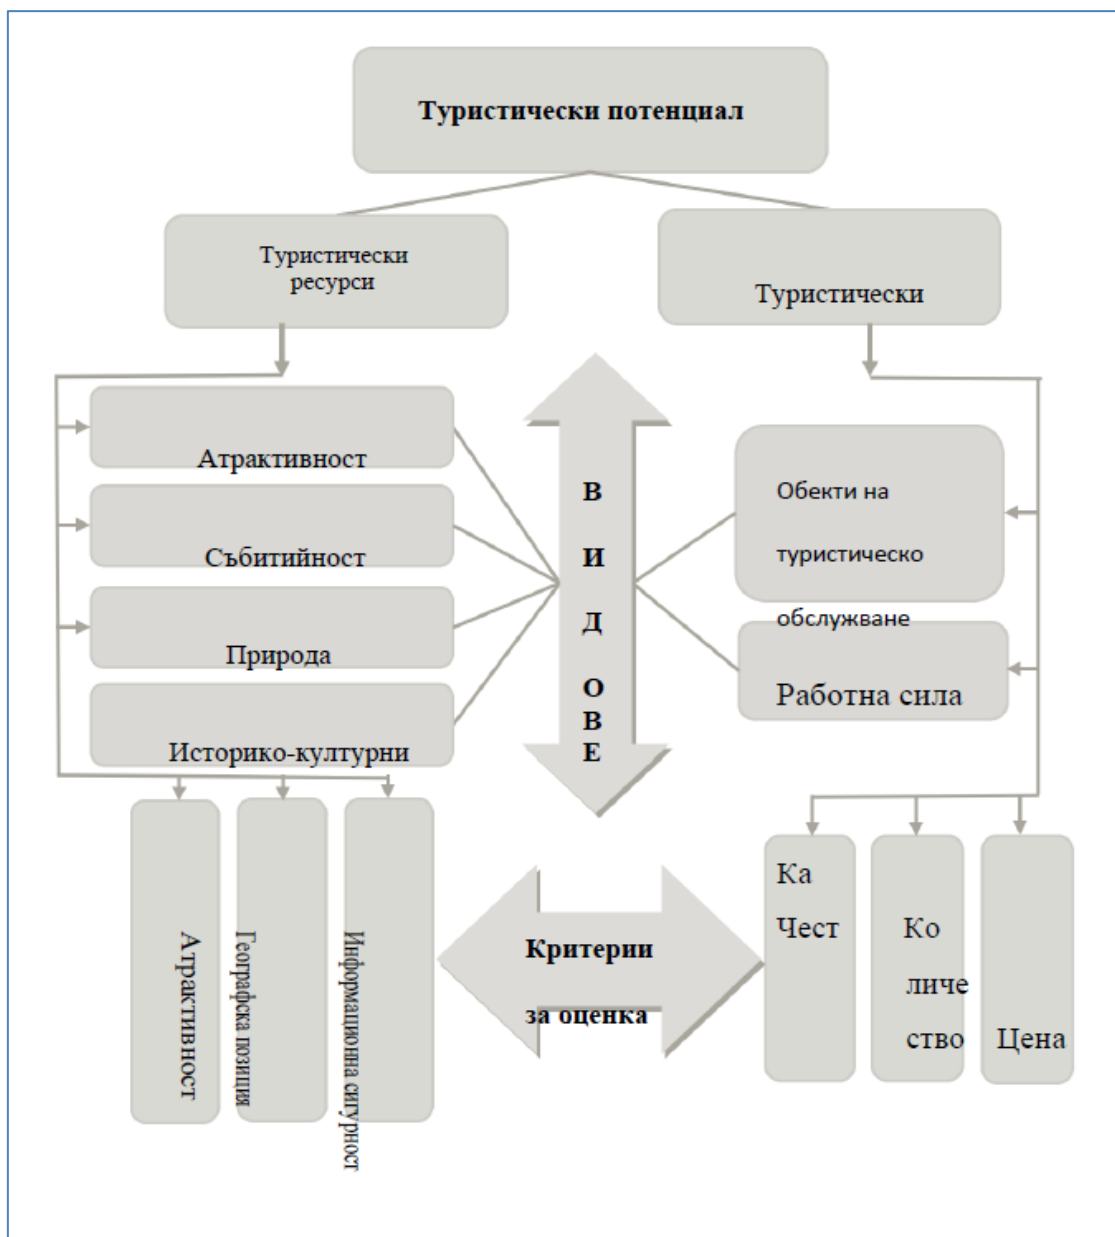 Туристически потенциал
Туристически
ресурси
Туристически
Атрактивност
Събитийност
Природа
Историко-културни
В
И
Д
О
В
Е
Обекти на
туристическо
обслужване
Работна сила
Атрактивност
Географска позиция
Информационна сигурност
Критерии
за оценка
Ка
Чест
Ко
личе
ство
Цена